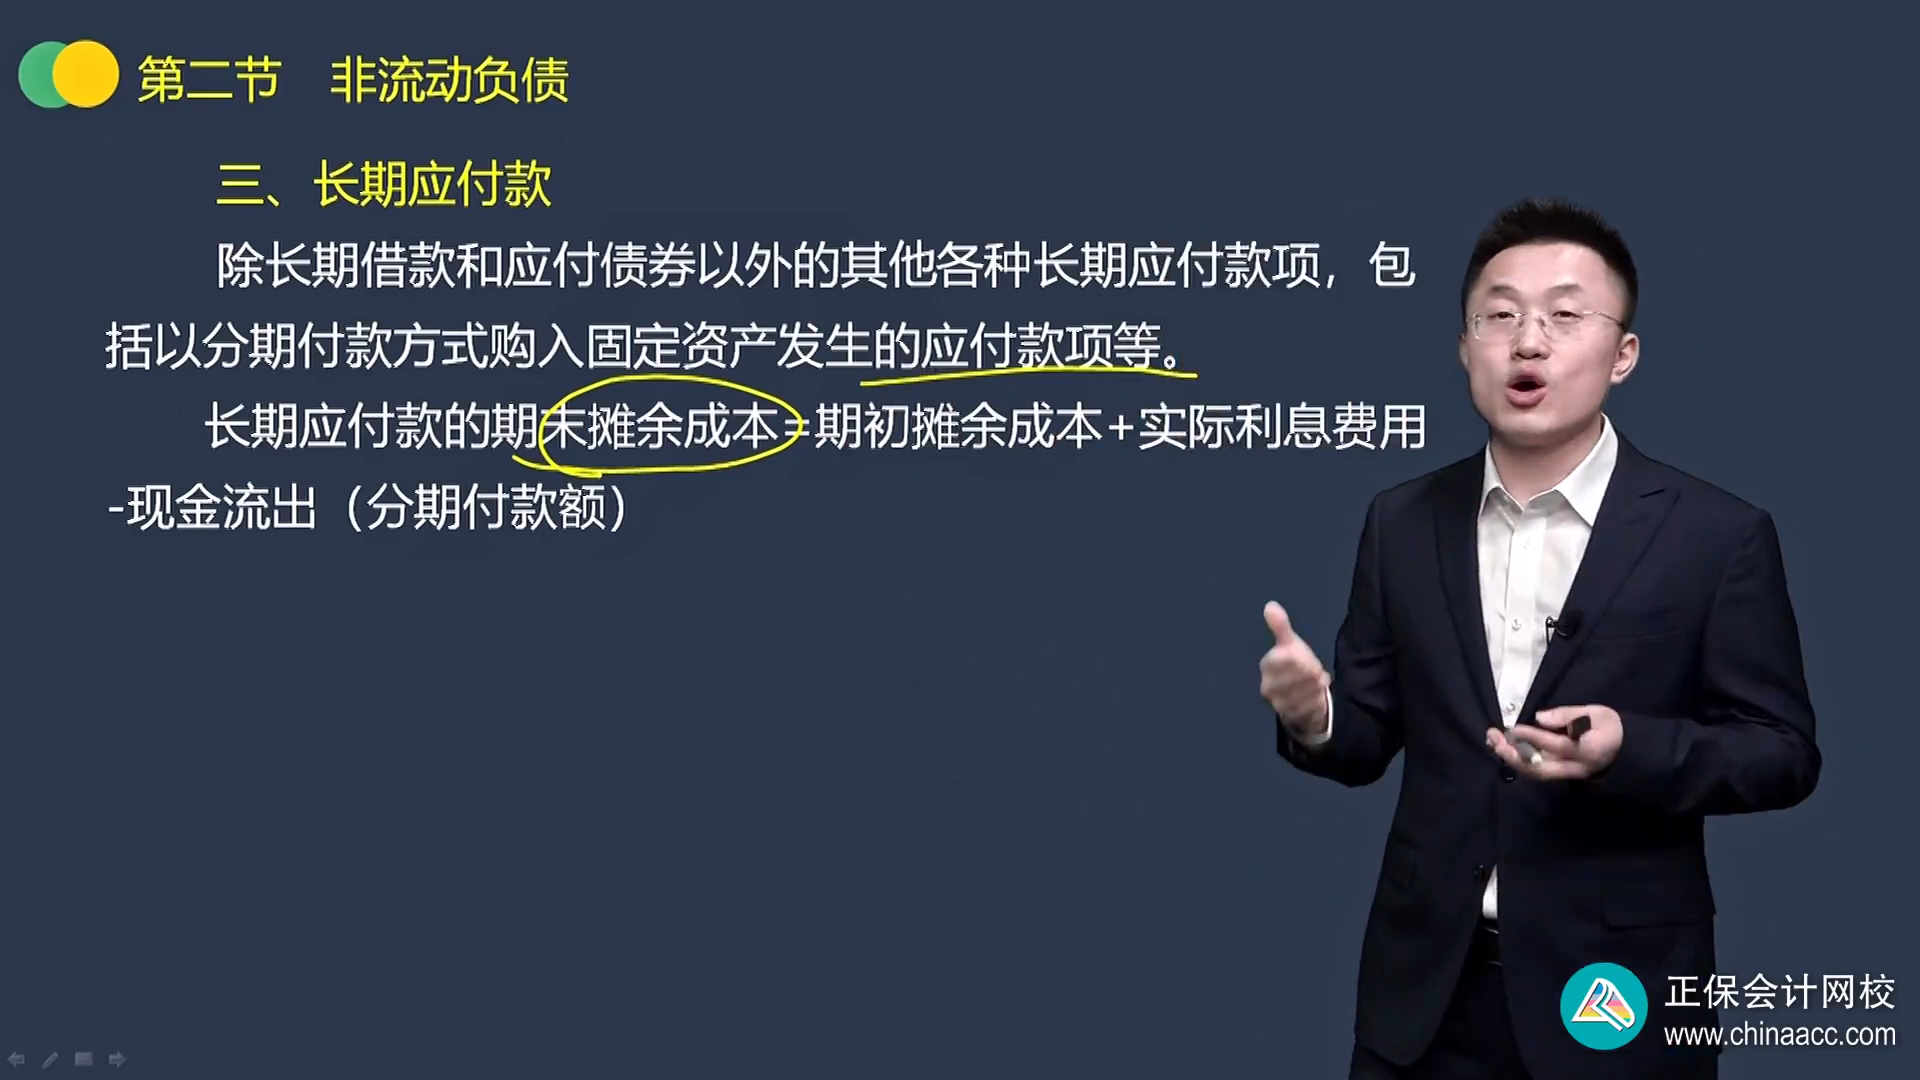 第二节 非流动负债
三、长期应付款
除长期借款和应付债券以外的其他各种长期应付款项，包
括以分期付款方式购入固定资产发生的应付款项等。
长期应付款的期末摊余成本=期初摊余成本+实际利息费用
-现金流出（分期付款额）
正保会计网校
www.chinaacc.com